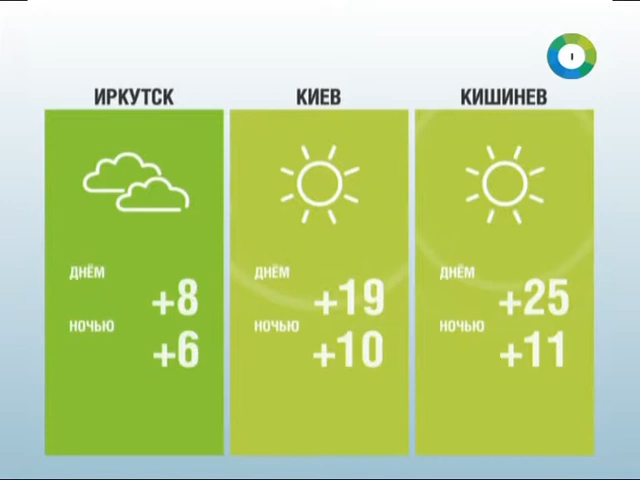 ИРКУТСК
ДНЁМ
+8
НОЧЬЮ
+6
КИЕВ
ДНЁМ
+19
НОЧЬЮ
+10
КИШИНЕВ
ДНЁМ
+25
НОЧЬЮ
+11